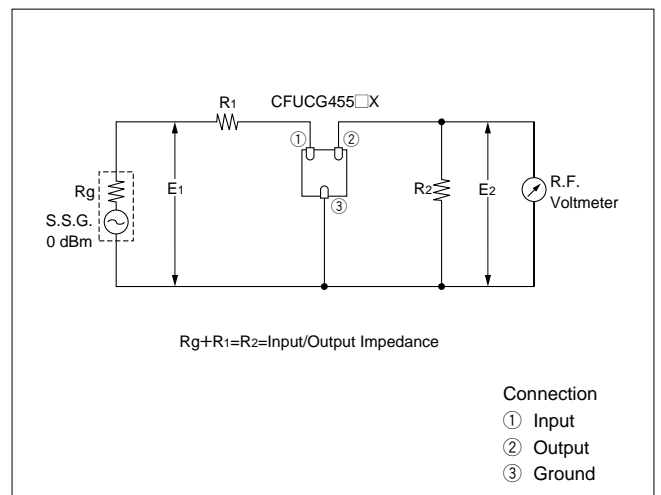 R1
CFUCG455□X
①
②
③
Rg
S.S.G.
0 dBm
E1
R2
E2
R.F.
Voltmeter
Rg+R1=R2=Input/Output Impedance
Connection
① Input
② Output
③ Ground